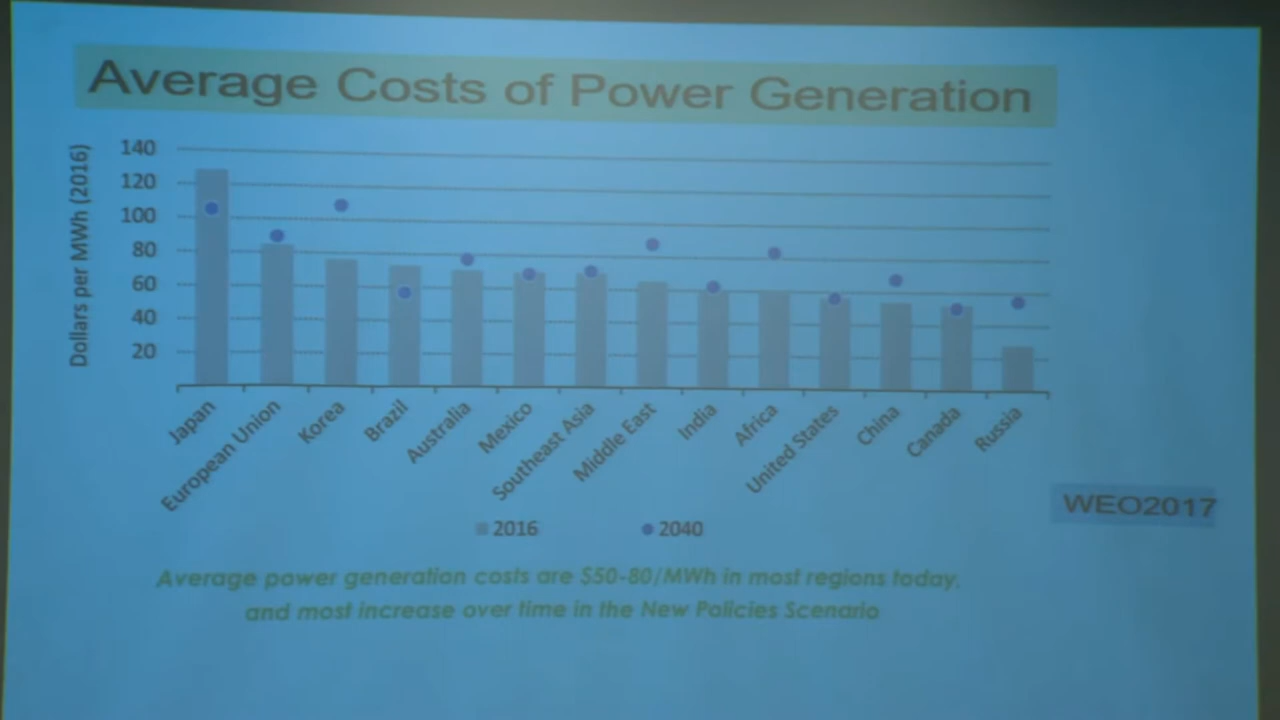 Average Costs of Power Generation
Dollars per MWh (2016)
140
120
100
80
60
40
20
Japan
European Union
Korea
Brazil
Australia
Mexico
Southeast Asia
Middle East
India
Africa
United States
China
Canada
Russia
2016
2040
WEO2017
Average power generation costs are $50-80/MWh in most regions today,
and most increase over time in the New Policies Scenario